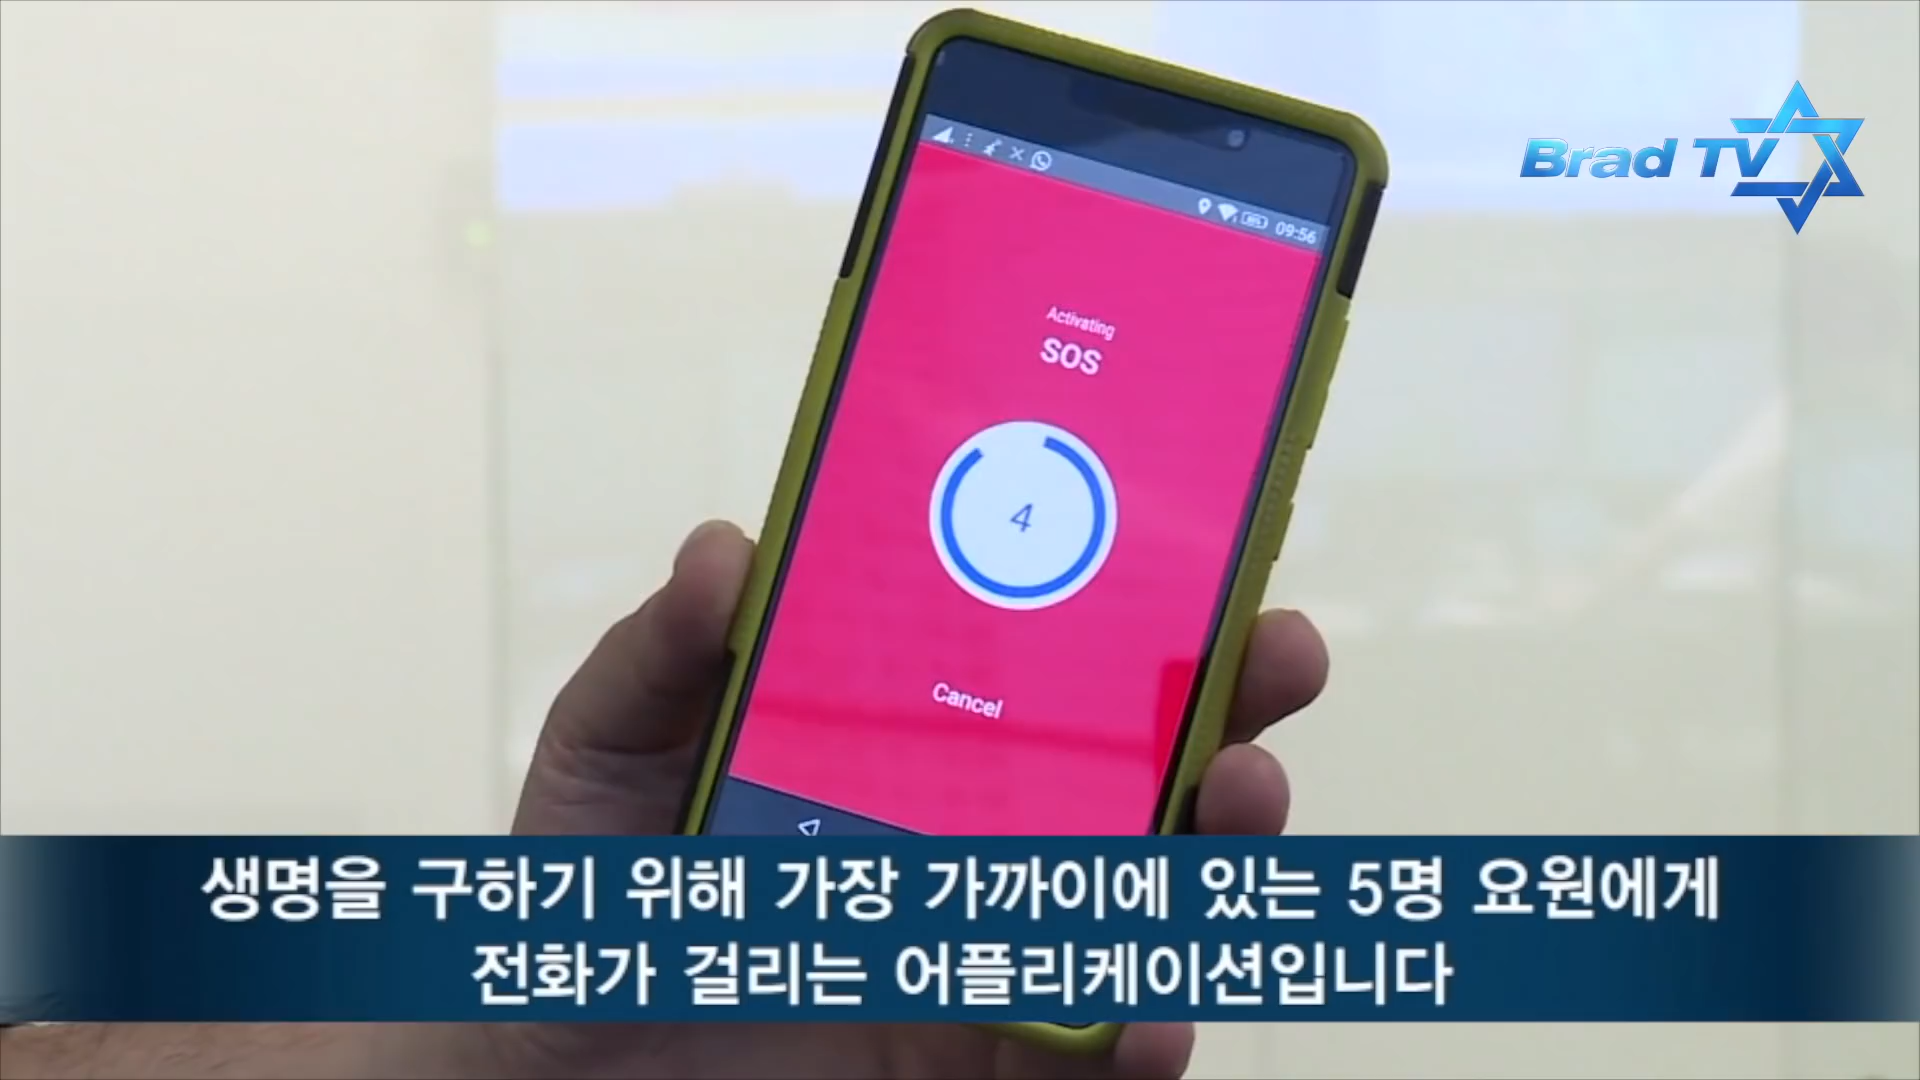 Brad TV
09:56
Activating
SOS
4
Cancel
생명을 구하기 위해 가장 가까이에 있는 5명 요원에게
전화가 걸리는 어플리케이션입니다